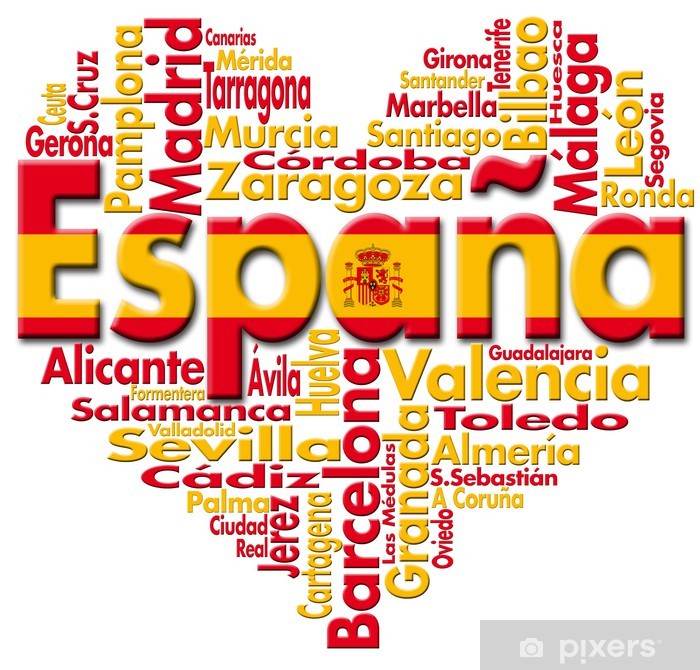 Canarias
Mérida
Tarragona
Madrid
Pamplona
S.Cruz
Ceuta
Gerona
Murcia
Córdoba
Zaragoza
Girona
Santander
Marbella
Santiago
Tenerife
Bilbao
Huesca
Málaga
León
Segovia
Ronda
España
Alicante
Formentera
Ávila
Huelva
Salamanca
Valladolid
Sevilla
Cádiz
Palma
Ciudad
Real
Jerez
Cartagena
Barcelona
Guadalajara
Valencia
Toledo
Granada
Las Mèdulas
Almería
S.Sebastián
A Coruña
Oviedo
pixers